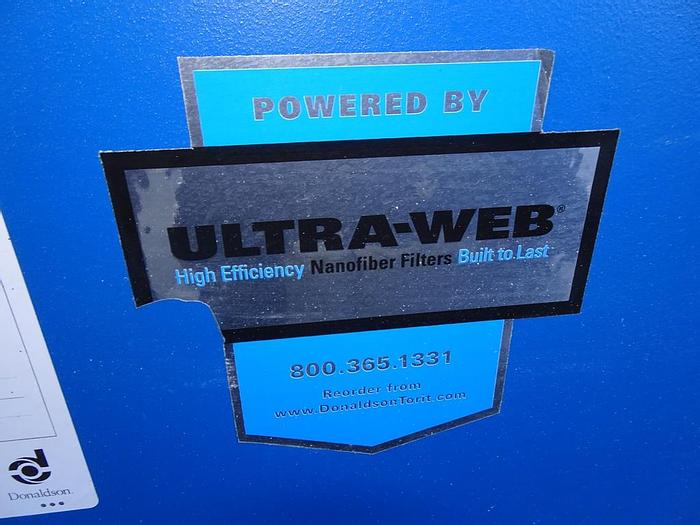 POWERED BY
ULTRA-WEB®
High Efficiency Nanofiber Filters Built to Last
800.365.1331
Reorder from
www.DonaldsonTorit.com
Donaldson.